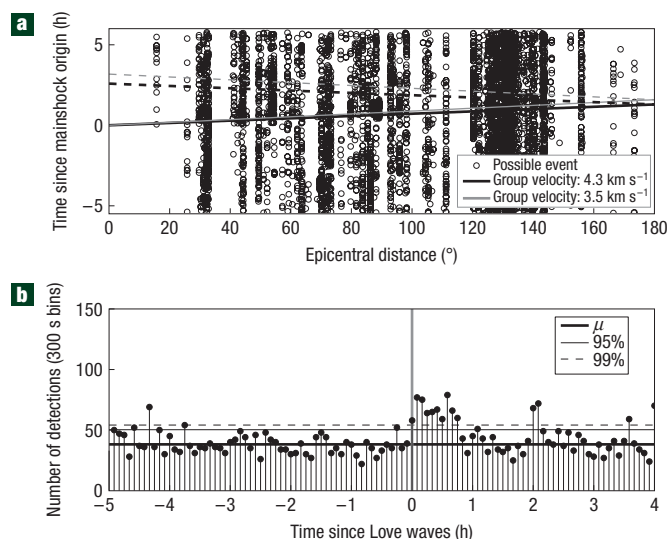 a
Time since mainshock origin (h)
5
0
–5
Possible event
Group velocity: 4.3 km s–1
Group velocity: 3.5 km s–1
0 20 40 60 80 100 120 140 160 180
Epicentral distance (°)
b
Number of detections (300 s bins)
150
100
50
0
μ
95%
99%
–5 –4 –3 –2 –1 0 1 2 3 4
Time since Love waves (h)